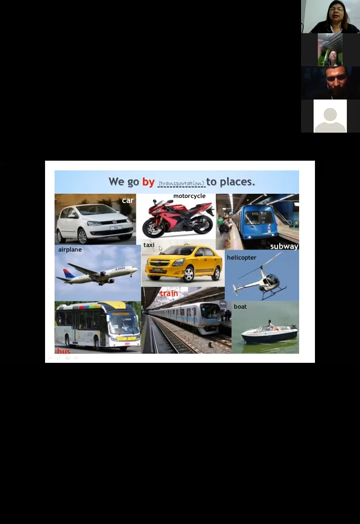 We go by (Transportation) to places.
car
motorcycle
subway
airplane
taxi
helicopter
train
boat
bus